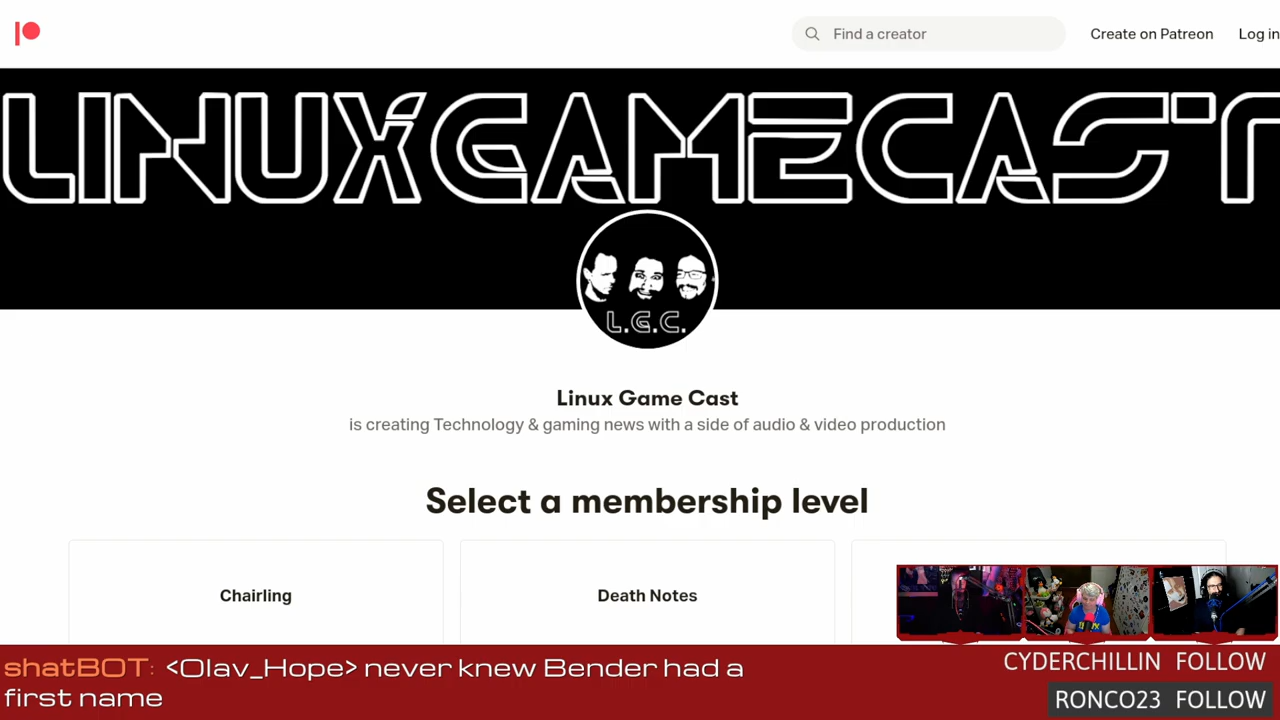 Find a creator
Create on Patreon
Log in
LINUXGAMECAST
L.G.C.
Linux Game Cast
is creating Technology & gaming news with a side of audio & video production
Select a membership level
Chairling
Death Notes
shatBOT: <Olav_Hope> never knew Bender had a
first name
CYDERCHILLIN FOLLOW
RONCO23 FOLLOW